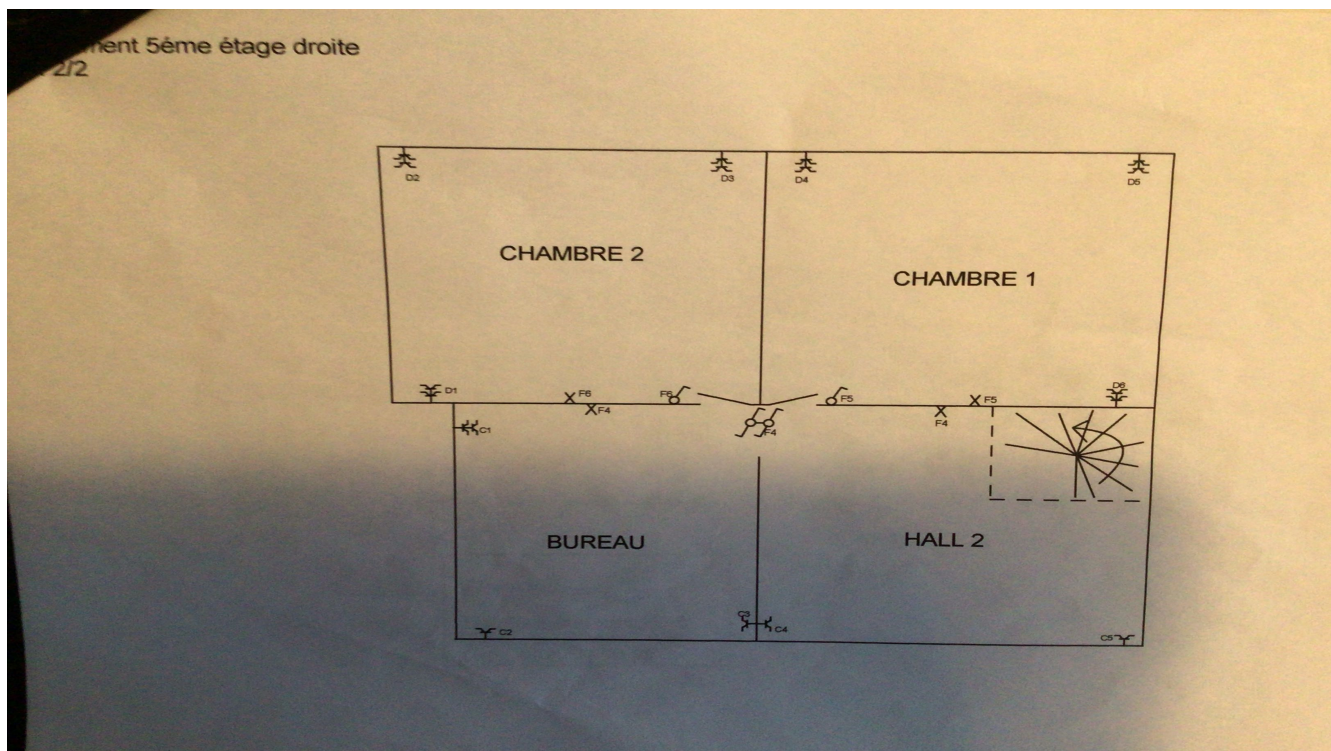 ment 5éme étage droite
2/2
D2
D3
D4
D5
CHAMBRE 2
CHAMBRE 1
D1
F6
F4
F6
F5
F5
F4
D6
C1
F4
BUREAU
HALL 2
C2
C3
C4
C5